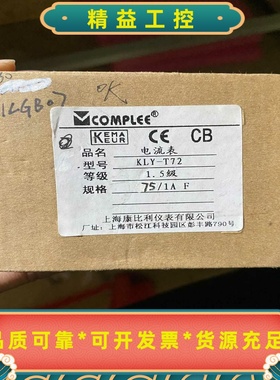 精益工控
1LGB07
OK
COMPLEE
KEMA KEUR CE CB
品名 电流表
型号 KLY-T72
等级 1.5级
规格 75/1A F
上海康比利仪表有限公司
厂址:上海市松江科技园区彭丰路790号
品质可靠*可开发票*货源充足